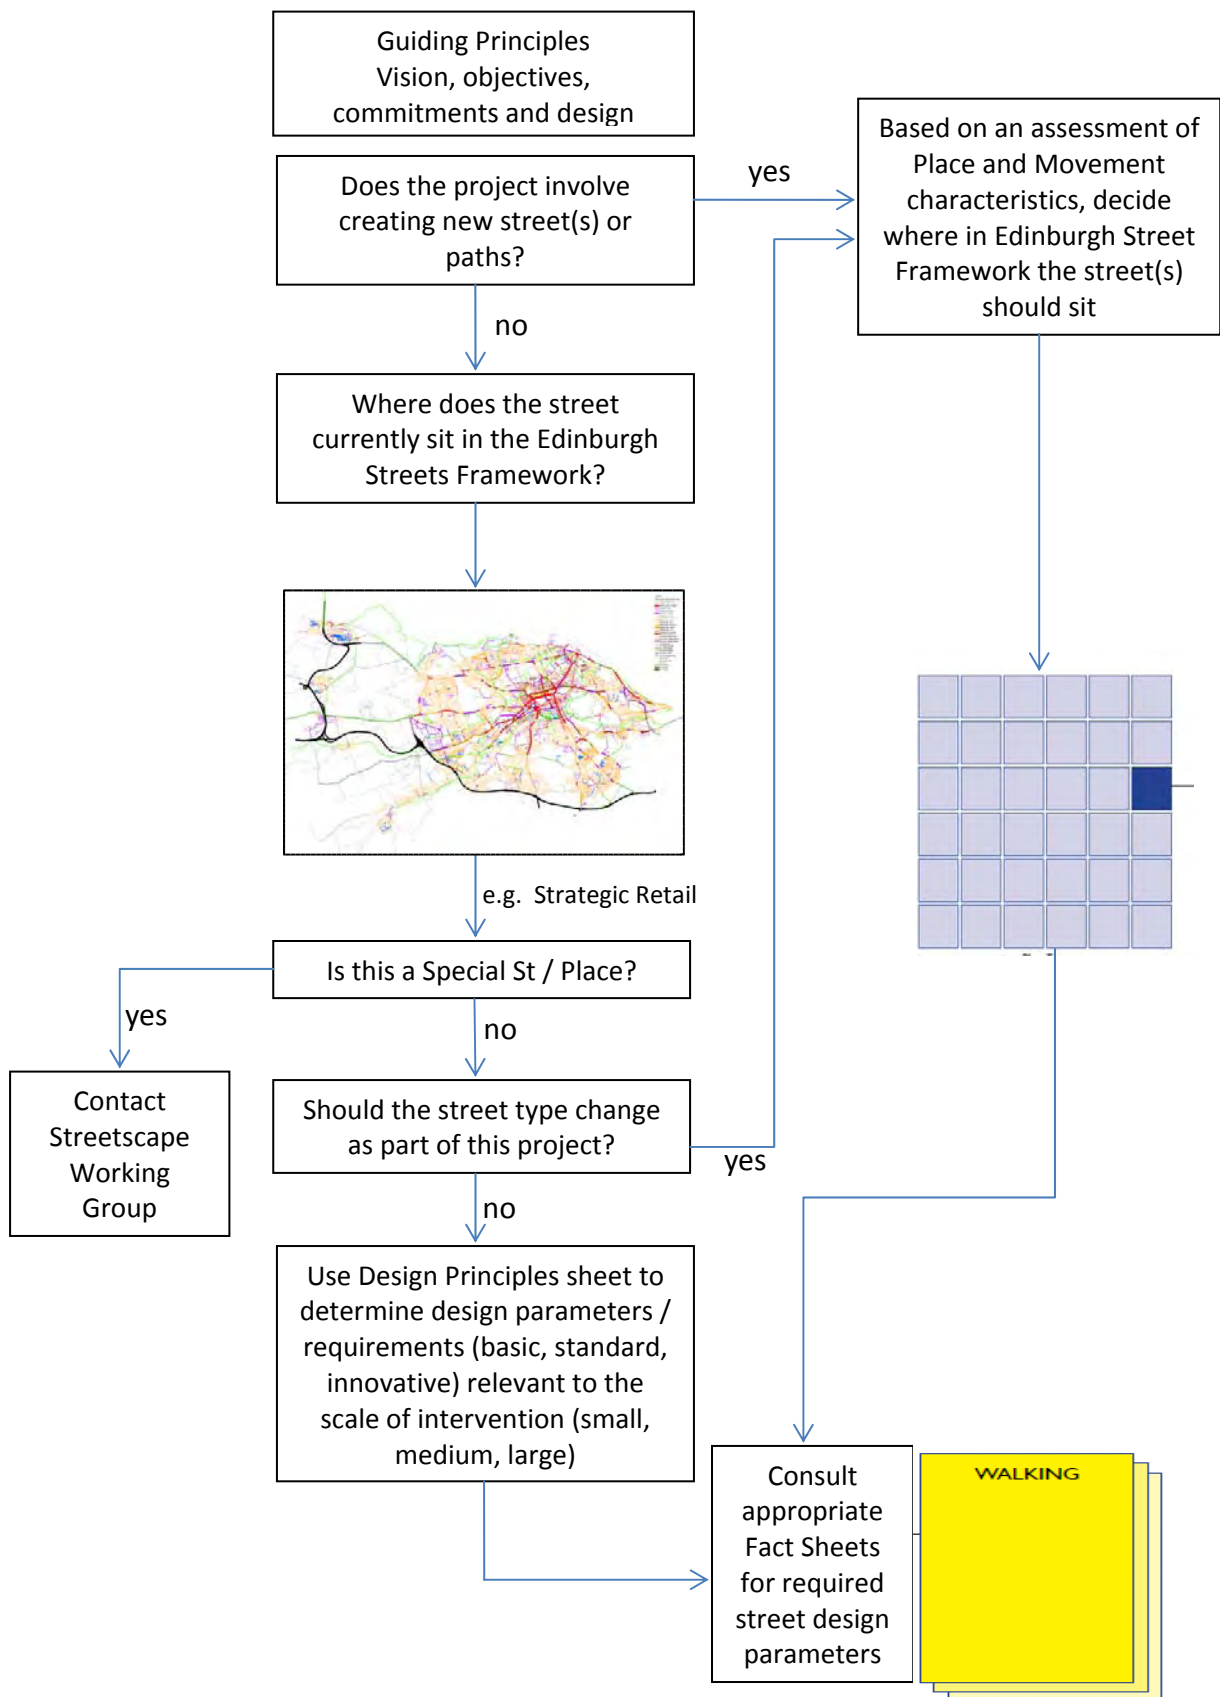 Guiding Principles
Vision, objectives,
commitments and design
Does the project involve
creating new street(s) or
paths?
yes
Based on an assessment of
Place and Movement
characteristics, decide
where in Edinburgh Street
Framework the street(s)
should sit
no
Where does the street
currently sit in the Edinburgh
Streets Framework?
e.g. Strategic Retail
Is this a Special St / Place?
yes
no
Contact
Streetscape
Working
Group
Should the street type change
as part of this project?
yes
no
Use Design Principles sheet to
determine design parameters /
requirements (basic, standard,
innovative) relevant to the
scale of intervention (small,
medium, large)
Consult
appropriate
Fact Sheets
for required
street design
parameters
WALKING